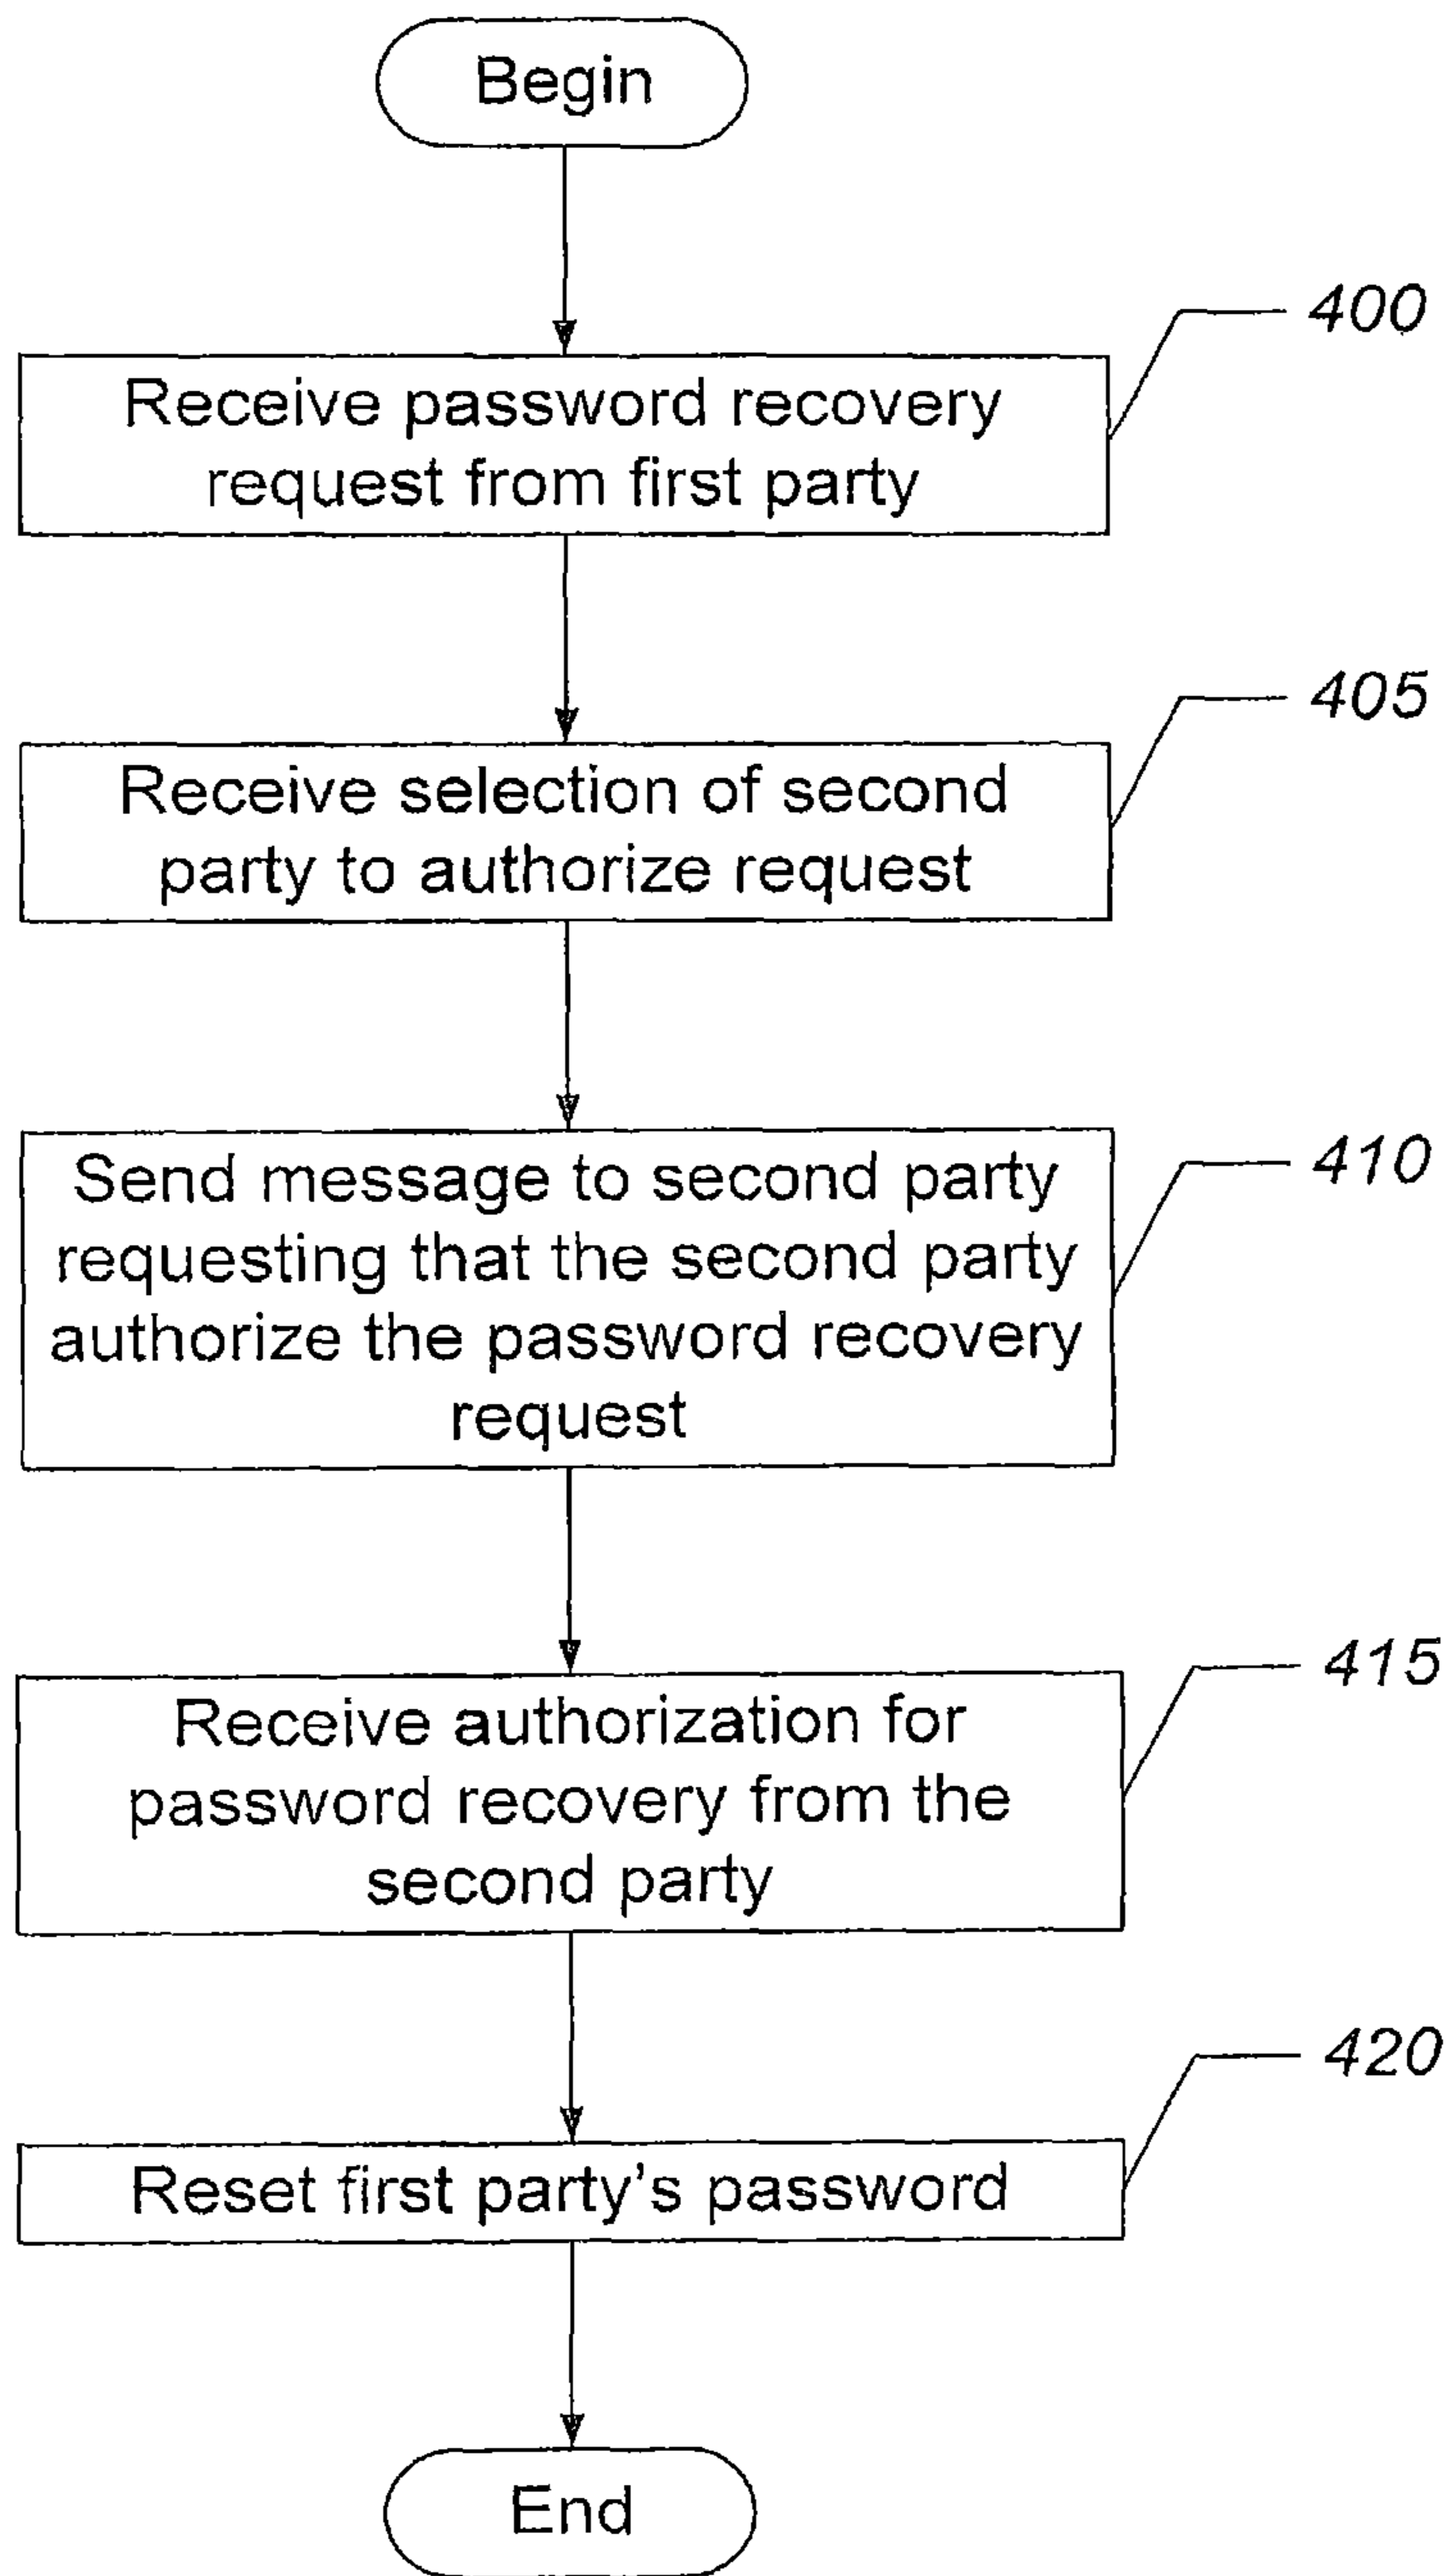 Begin
400
Receive password recovery
request from first party
405
Receive selection of second
party to authorize request
410
Send message to second party
requesting that the second party
authorize the password recovery
request
415
Receive authorization for
password recovery from the
second party
420
Reset first party's password
End